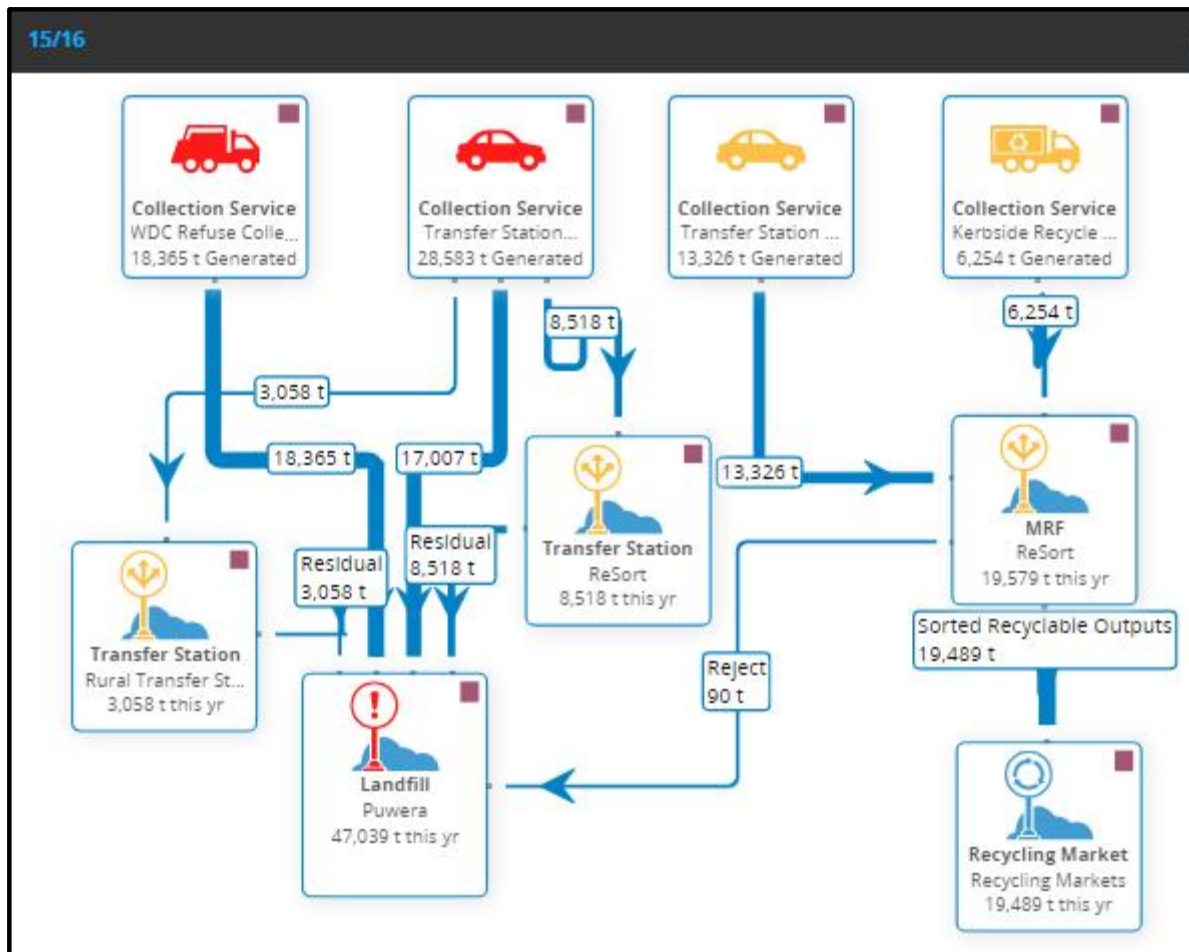 15/16
Collection Service
WDC Refuse Colle...
18,365 t Generated
Collection Service
Transfer Station...
28,583 t Generated
Collection Service
Transfer Station ...
13,326 t Generated
Collection Service
Kerbside Recycle ...
6,254 t Generated
8,518 t
6,254 t
3,058 t
18,365 t
17,007 t
13,326 t
Residual
3,058 t
Residual
8,518 t
Transfer Station
ReSort
8,518 t this yr
MRF
ReSort
19,579 t this yr
Transfer Station
Rural Transfer St...
3,058 t this yr
Sorted Recyclable Outputs
19,489 t
Reject
90 t
Landfill
Puwera
47,039 t this yr
Recycling Market
Recycling Markets
19,489 t this yr